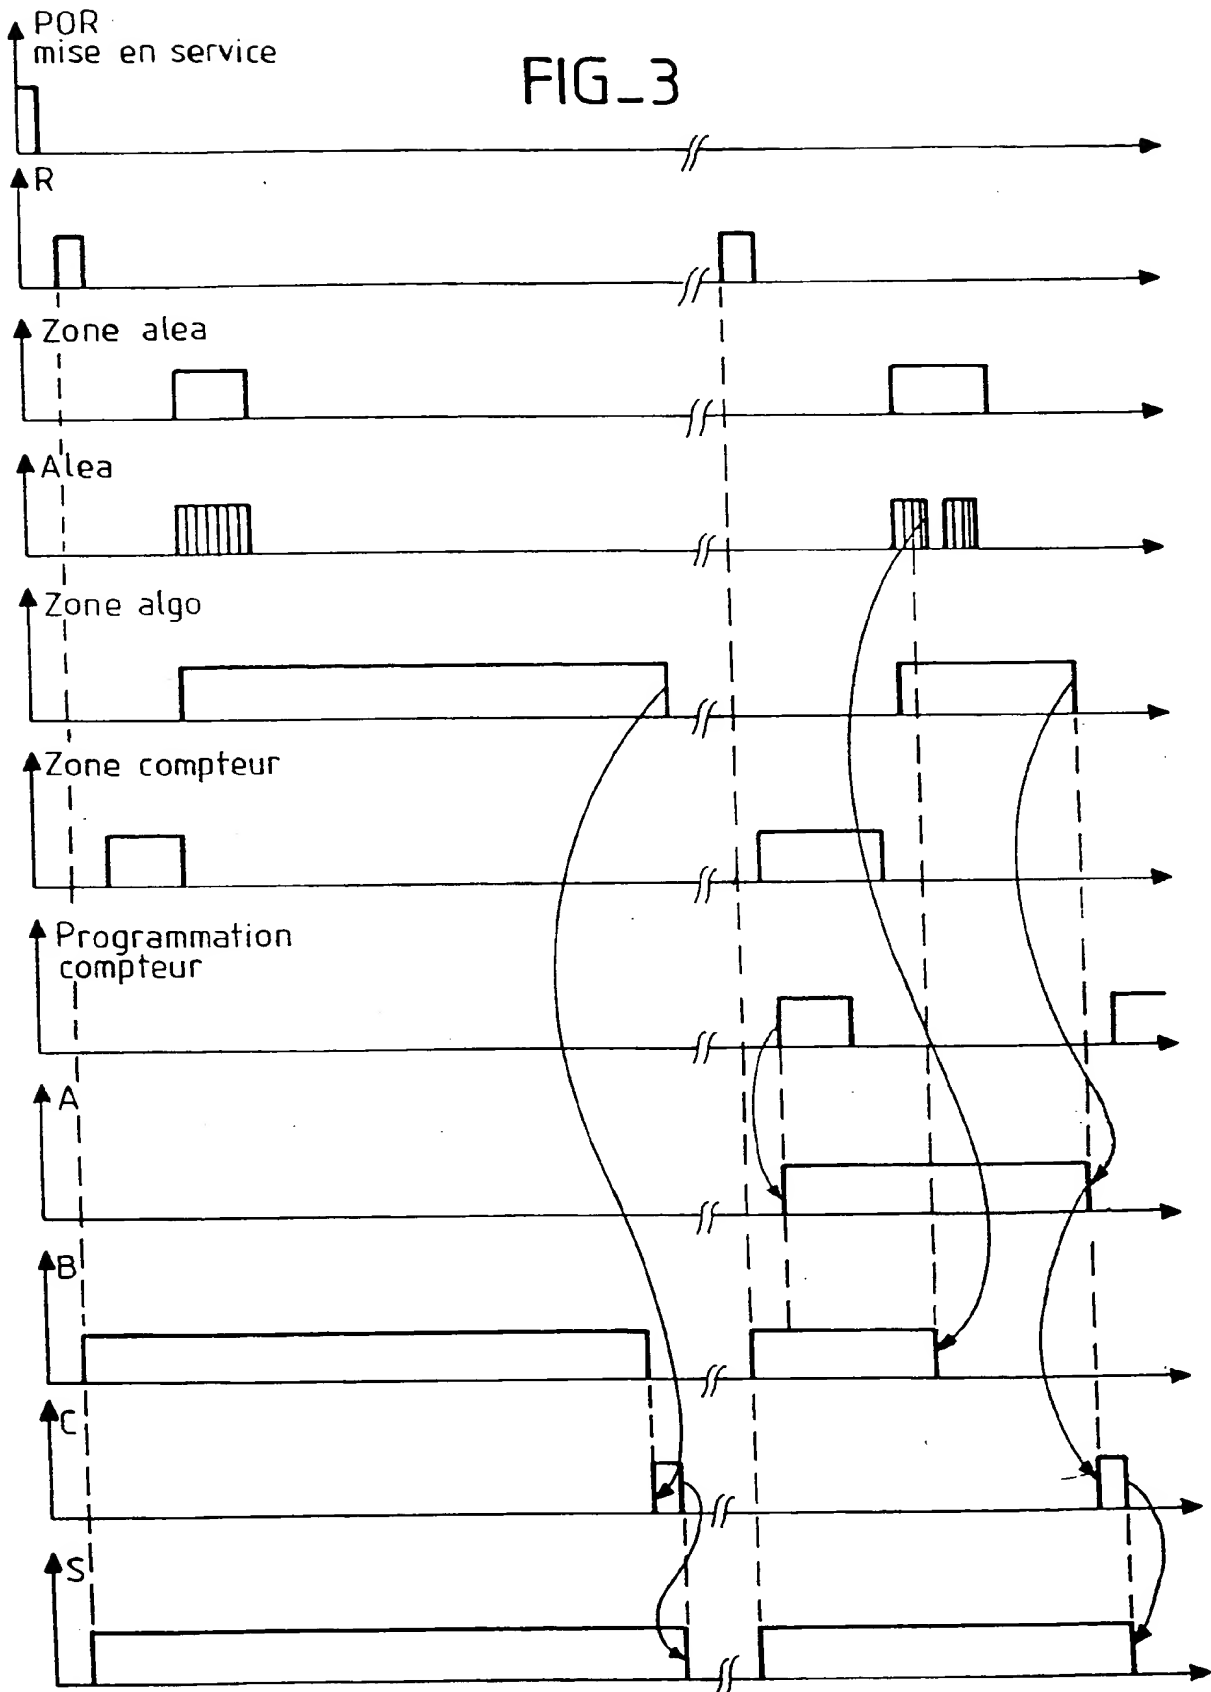 POR
mise en service
FIG_3
R
Zone alea
Alea
Zone algo
Zone compteur
Programmation
compteur
A
B
C
S